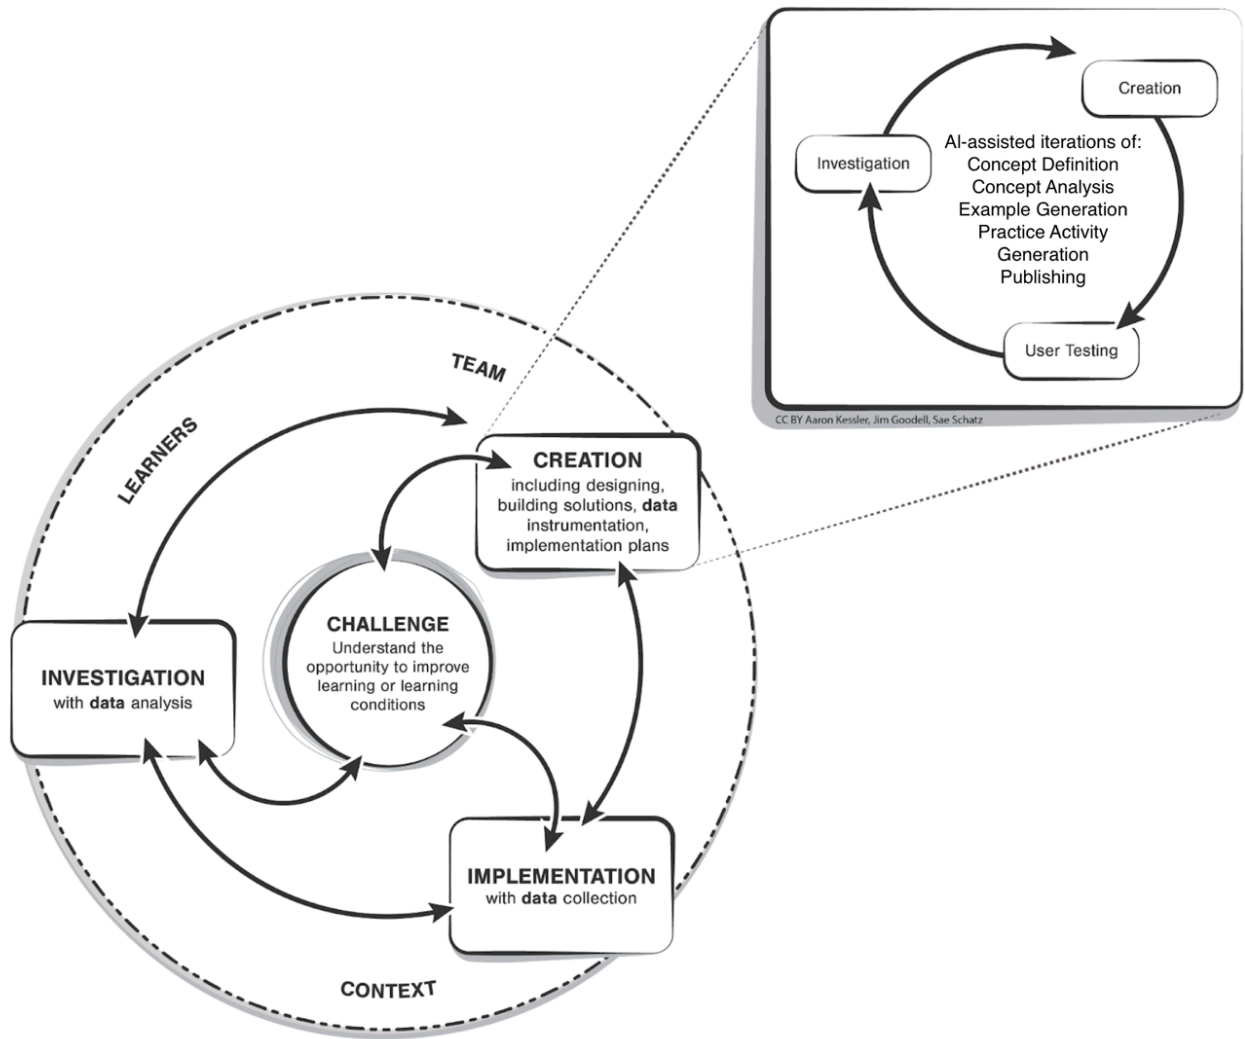 Creation
Investigation
AI-assisted iterations of:
Concept Definition
Concept Analysis
Example Generation
Practice Activity
Generation
Publishing
User Testing
CC BY Aaron Kessler, Jim Goodell, Sae Schatz
TEAM
LEARNERS
CREATION
including designing,
building solutions, data
instrumentation,
implementation plans
CHALLENGE
Understand the
opportunity to improve
learning or learning
conditions
INVESTIGATION
with data analysis
IMPLEMENTATION
with data collection
CONTEXT